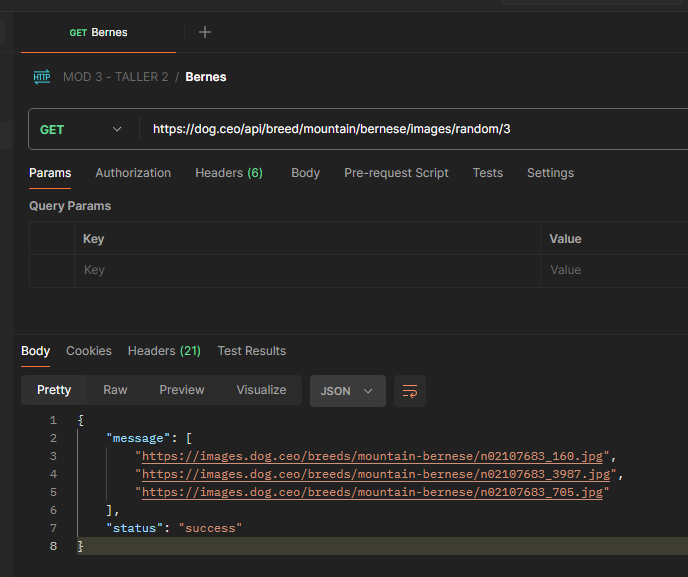 GET Bernes
HTTP MOD 3 - TALLER 2 / Bernes
GET https://dog.ceo/api/breed/mountain/bernese/images/random/3
Params Authorization Headers (6) Body Pre-request Script Tests Settings
Query Params
Key Value
Key Value
Body Cookies Headers (21) Test Results
Pretty Raw Preview Visualize JSON
1 {
2 "message": [
3 "https://images.dog.ceo/breeds/mountain-bernese/n02107683_160.jpg",
4 "https://images.dog.ceo/breeds/mountain-bernese/n02107683_3987.jpg",
5 "https://images.dog.ceo/breeds/mountain-bernese/n02107683_705.jpg"
6 ],
7 "status": "success"
8 }